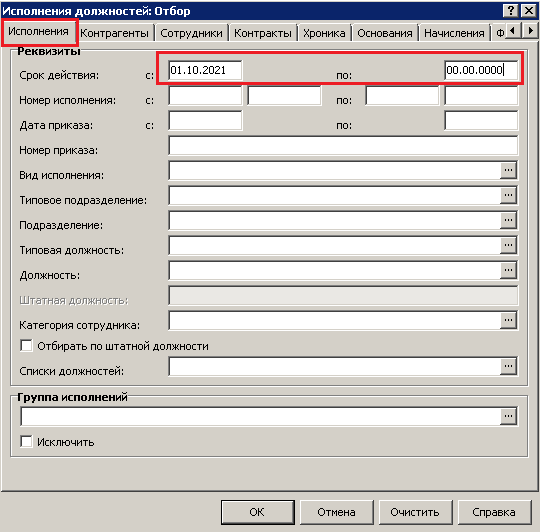 Исполнения должностей: Отбор
Исполнения Контрагенты Сотрудники Контракты Хроника Основания Начисления Ф
Реквизиты
Срок действия: с: 01.10.2021 по: 00.00.0000
Номер исполнения: с: по:
Дата приказа: с: по:
Номер приказа:
Вид исполнения: ...
Типовое подразделение: ...
Подразделение: ...
Типовая должность: ...
Должность: ...
Штатная должность:
Категория сотрудника: ...
Отбирать по штатной должности
Списки должностей: ...
Группа исполнений
...
Исключить
ОК Отмена Очистить Справка